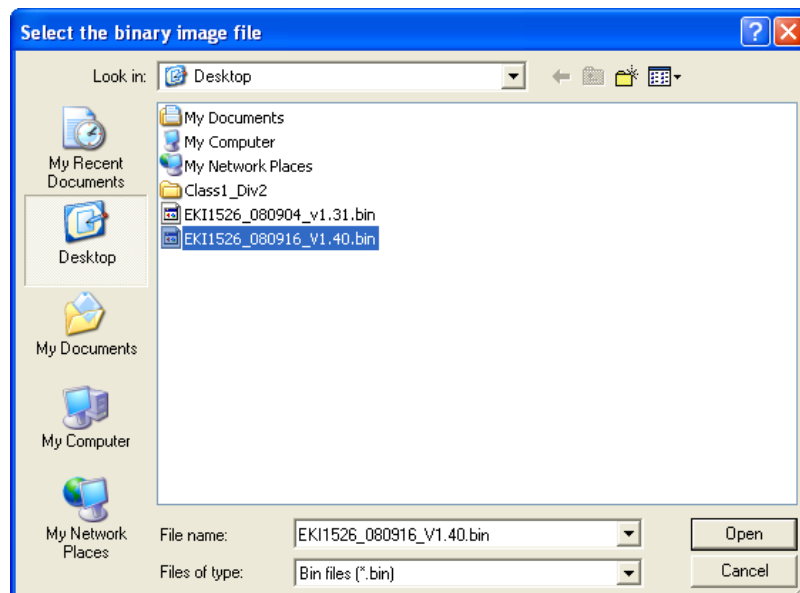 Select the binary image file
Look in: Desktop
My Recent
Documents
Desktop
My Documents
My Computer
My Network
Places
My Documents
My Computer
My Network Places
Class1_Div2
EKI1526_080904_v1.31.bin
EKI1526_080916_V1.40.bin
File name: EKI1526_080916_V1.40.bin Open
Files of type: Bin files (*.bin) Cancel